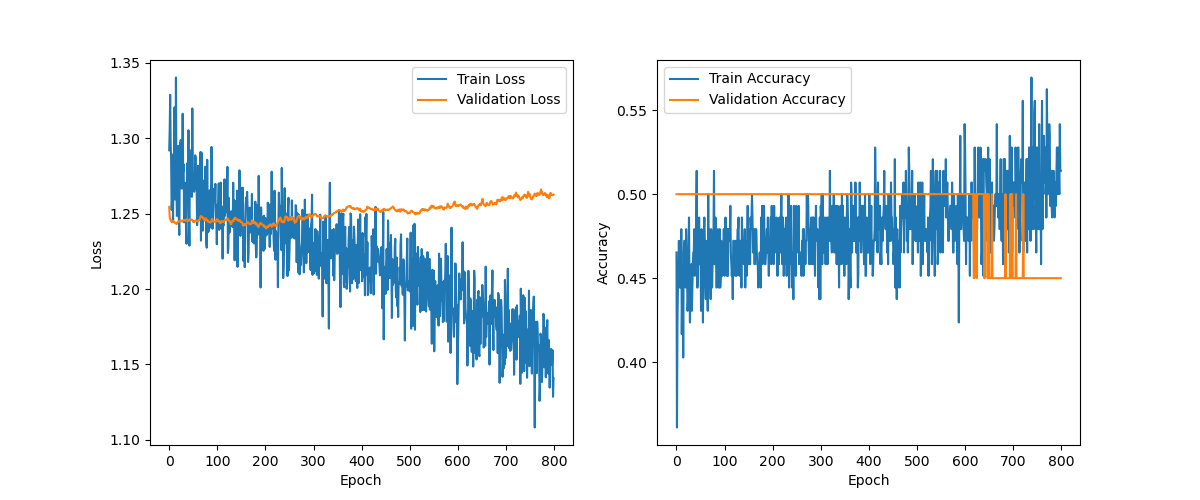 1.35
1.30
1.25
1.20
1.15
1.10
Loss
0 100 200 300 400 500 600 700 800
Epoch
Train Loss
Validation Loss
0.55
0.50
0.45
0.40
Accuracy
0 100 200 300 400 500 600 700 800
Epoch
Train Accuracy
Validation Accuracy